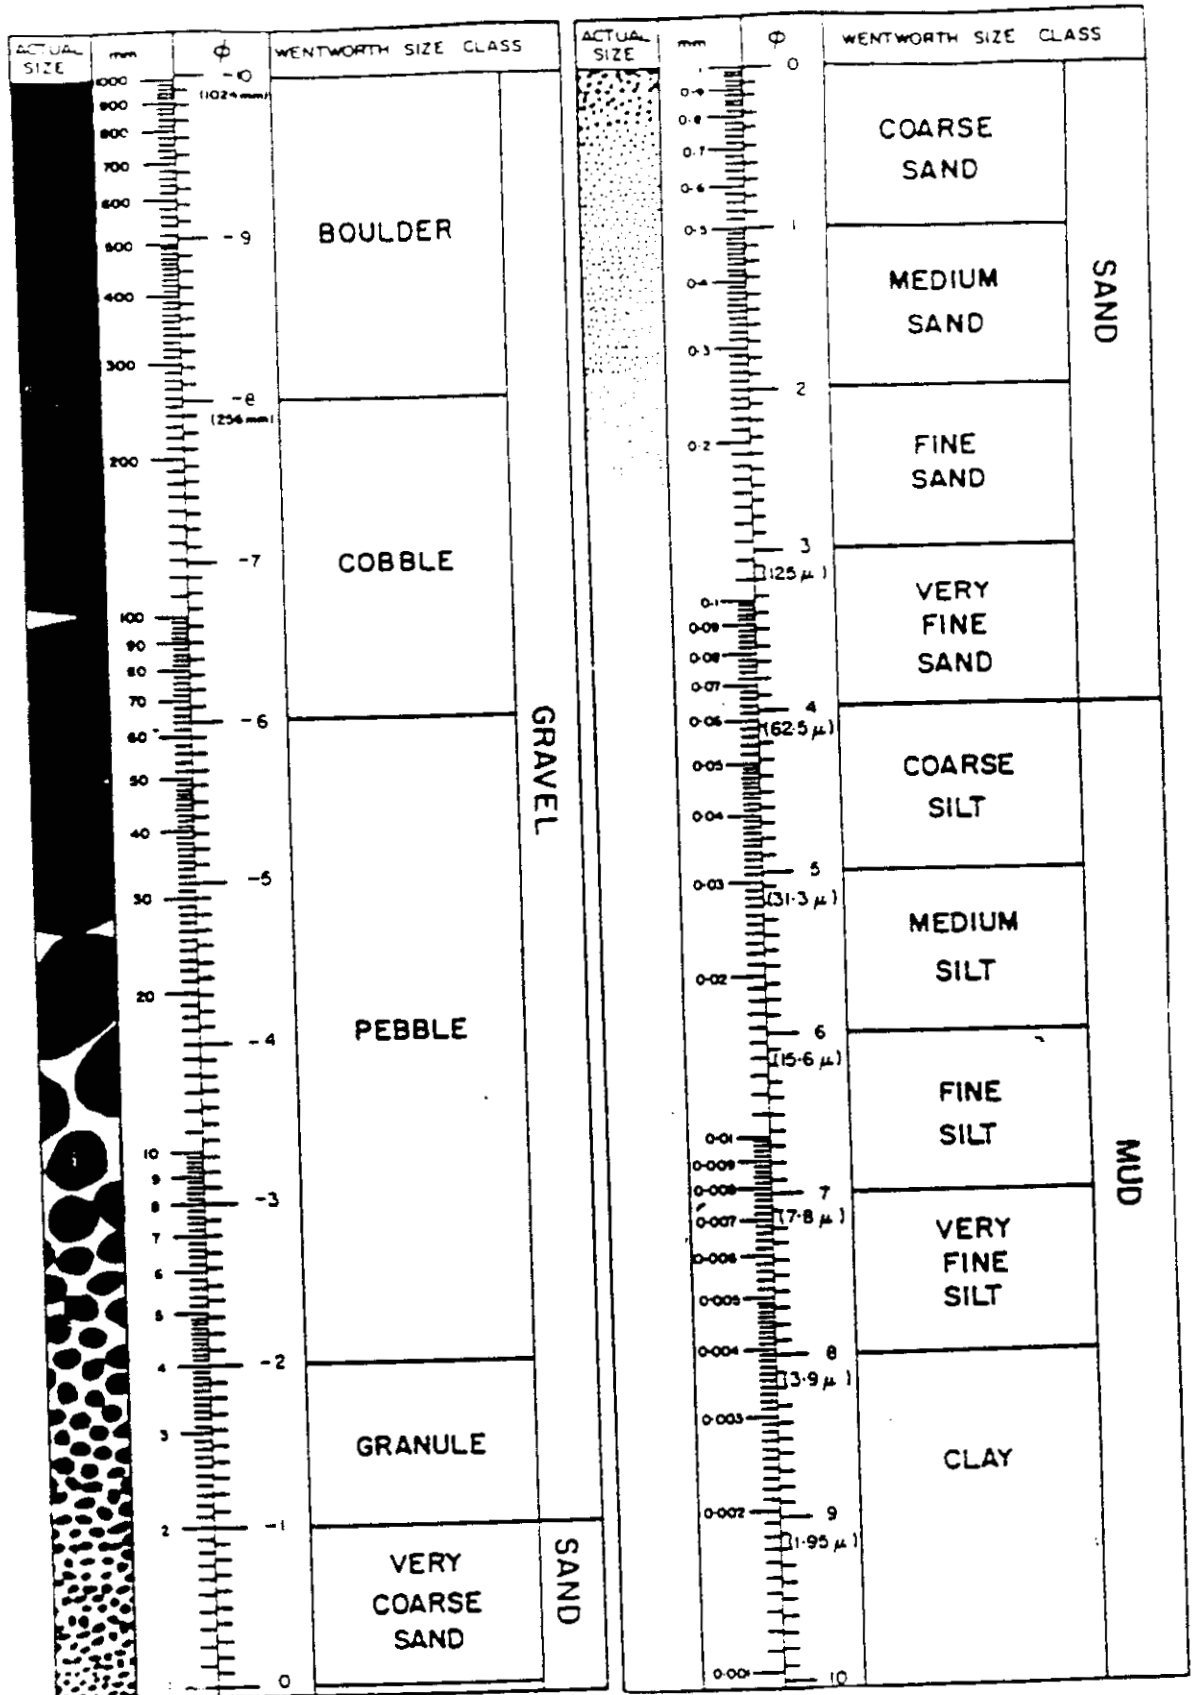 ACTUAL SIZE mm φ WENTWORTH SIZE CLASS
1000 -10
(1024mm)
900
800
700
600
BOULDER
-9
500
400
300
-8
(256mm)
200
COBBLE
-7
100
90
80
70
-6
60
50
GRAVEL
40
-5
30
20
PEBBLE
-4
10
9
-3
8
7
6
5
4 -2
3
GRANULE
2 -1
VERY
COARSE
SAND
SAND
0
ACTUAL SIZE mm φ WENTWORTH SIZE CLASS
1 0
0.9
0.8
COARSE
SAND
0.7
0.6
0.5 1
SAND
MEDIUM
SAND
0.4
0.3
2
0.2
FINE
SAND
3
(125 μ)
0.1
VERY
FINE
SAND
0.09
0.08
0.07
4
0.06
(62.5 μ)
0.05
COARSE
SILT
0.04
5
0.03
(31.3 μ)
MEDIUM
SILT
0.02
6
(15.6 μ)
FINE
SILT
0.01
0.009
MUD
0.008 7
(7.8 μ)
0.007
VERY
FINE
SILT
0.006
0.005
0.004 8
(3.9 μ)
0.003
CLAY
0.002 9
(1.95 μ)
0.001 10